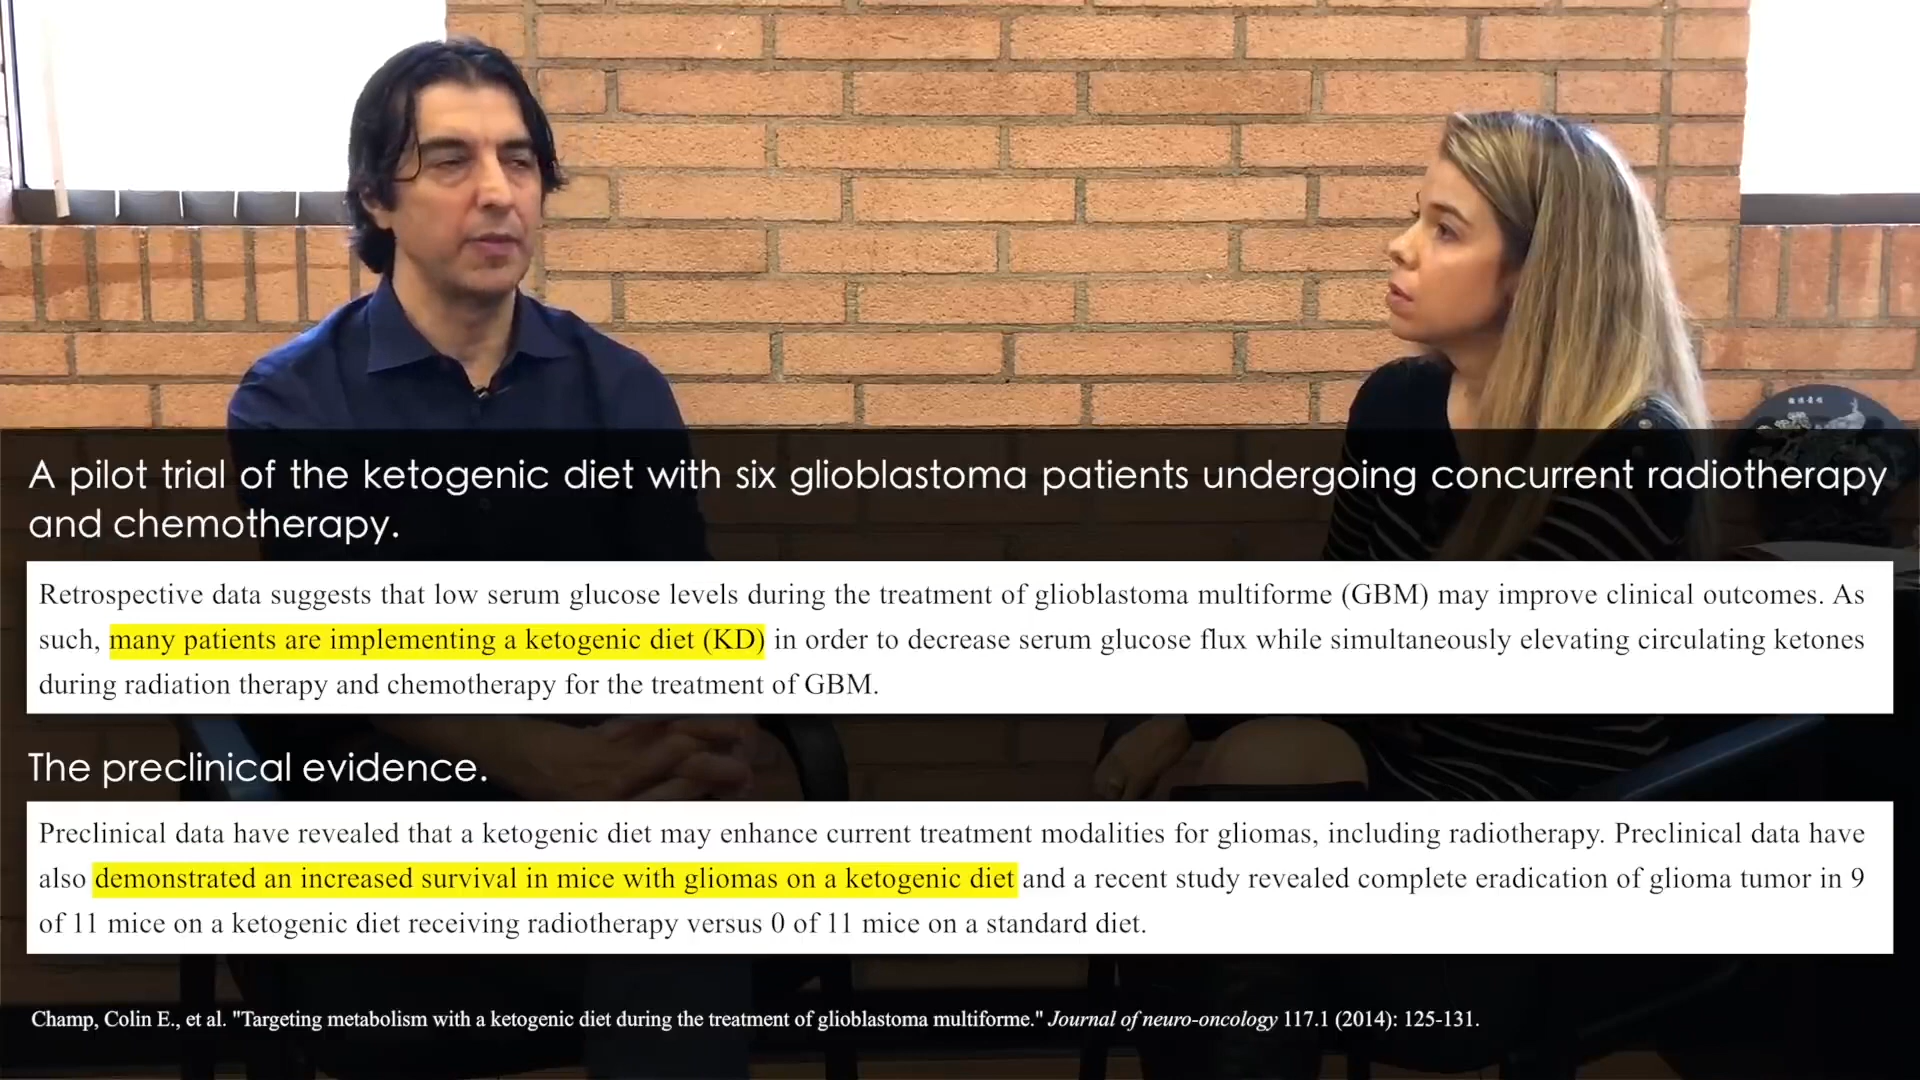 A pilot trial of the ketogenic diet with six glioblastoma patients undergoing concurrent radiotherapy
and chemotherapy.
Retrospective data suggests that low serum glucose levels during the treatment of glioblastoma multiforme (GBM) may improve clinical outcomes. As
such, many patients are implementing a ketogenic diet (KD) in order to decrease serum glucose flux while simultaneously elevating circulating ketones
during radiation therapy and chemotherapy for the treatment of GBM.
The preclinical evidence.
Preclinical data have revealed that a ketogenic diet may enhance current treatment modalities for gliomas, including radiotherapy. Preclinical data have
also demonstrated an increased survival in mice with gliomas on a ketogenic diet and a recent study revealed complete eradication of glioma tumor in 9
of 11 mice on a ketogenic diet receiving radiotherapy versus 0 of 11 mice on a standard diet.
Champ, Colin E., et al. "Targeting metabolism with a ketogenic diet during the treatment of glioblastoma multiforme." Journal of neuro-oncology 117.1 (2014): 125-131.